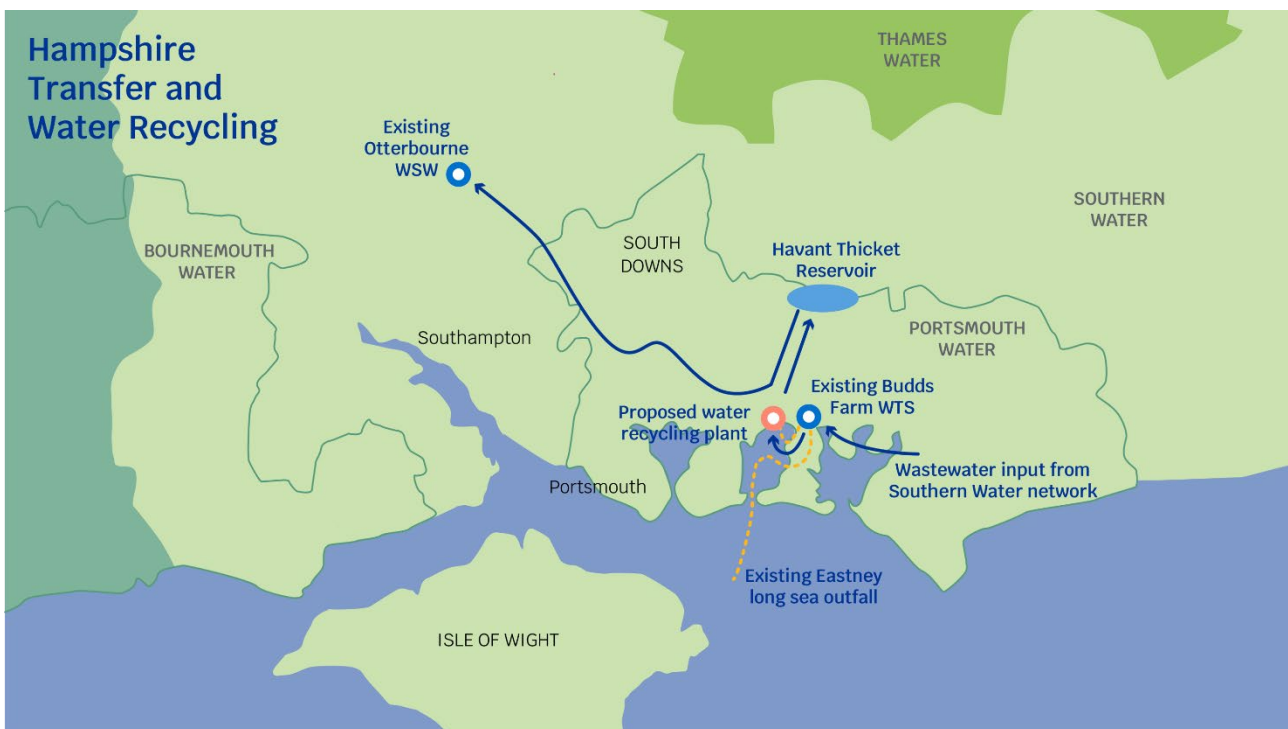 Hampshire
Transfer and
Water Recycling
THAMES
WATER
Existing
Otterbourne
WSW
SOUTHERN
WATER
BOURNEMOUTH
WATER
SOUTH
DOWNS
Havant Thicket
Reservoir
Southampton
PORTSMOUTH
WATER
Existing Budds
Farm WTS
Proposed water
recycling plant
Portsmouth
Wastewater input from
Southern Water network
Existing Eastney
long sea outfall
ISLE OF WIGHT